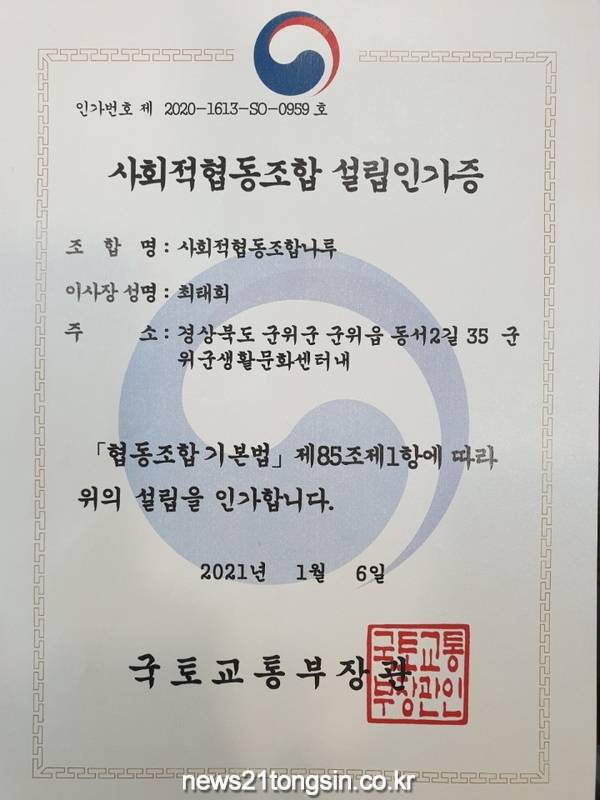 인가번호 제 2020-1613-SO-0959 호
사회적협동조합 설립인가증
조 합 명 : 사회적협동조합나루
이사장 성명 : 최태희
주 소 : 경상북도 군위군 군위읍 동서2길 35 군
위군생활문화센터내
「협동조합 기본법」제85조제1항에 따라
위의 설립을 인가합니다.
2021년 1월 6일
국토교통부장관
국토교통
부장관인
news21tongsin.co.kr